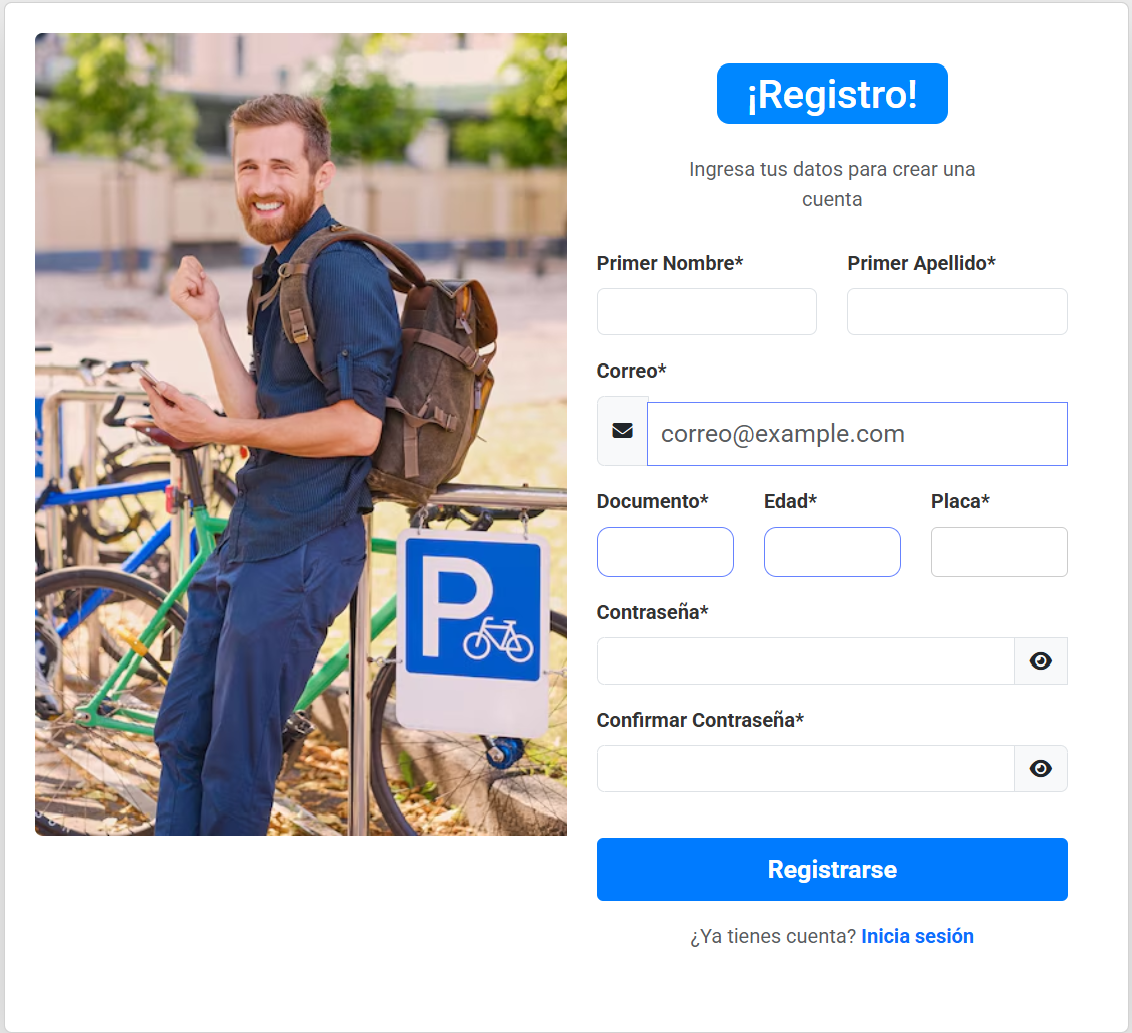 ¡Registro!
Ingresa tus datos para crear una
cuenta
Primer Nombre* Primer Apellido*
Correo*
correo@example.com
Documento* Edad* Placa*
Contraseña*
Confirmar Contraseña*
Registrarse
¿Ya tienes cuenta? Inicia sesión
P